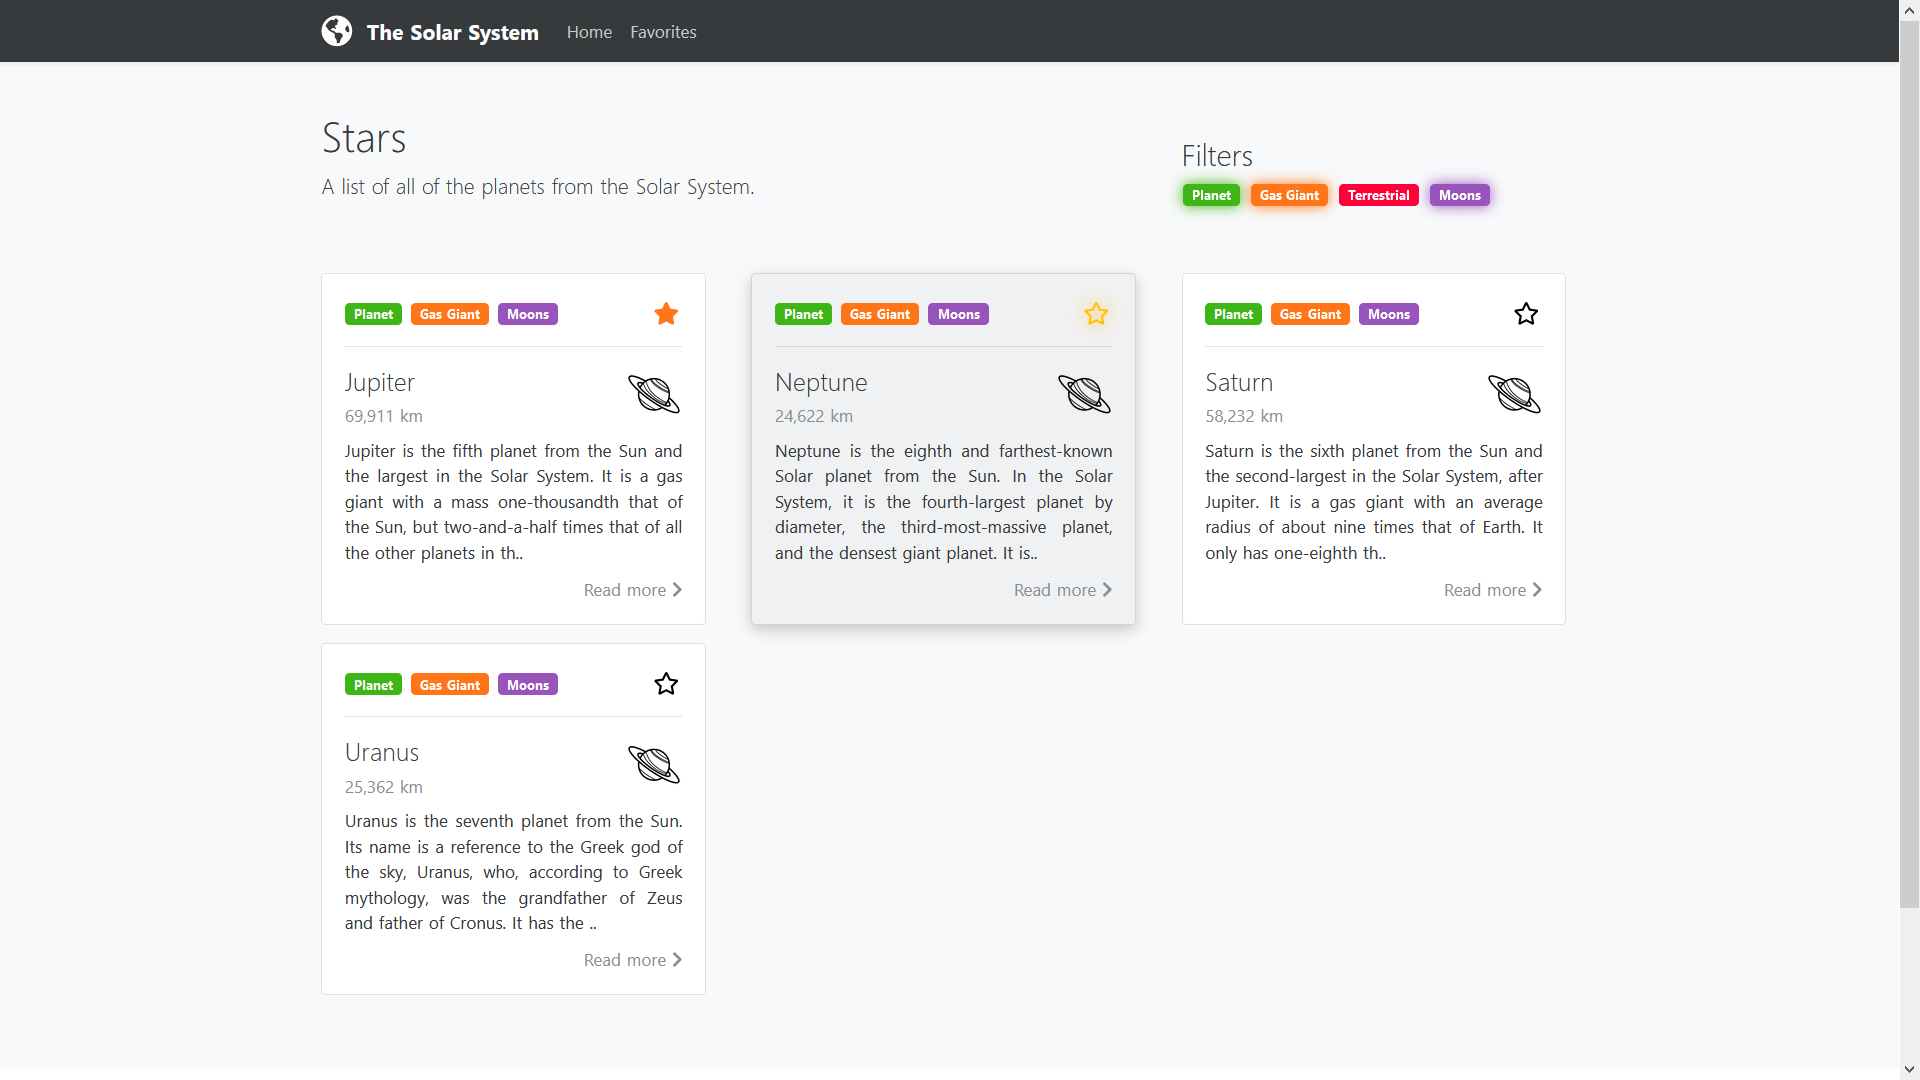 The Solar System
Home
Favorites
Stars
A list of all of the planets from the Solar System.
Filters
Planet Gas Giant Terrestrial Moons
Planet Gas Giant Moons
Jupiter
69,911 km
Jupiter is the fifth planet from the Sun and
the largest in the Solar System. It is a gas
giant with a mass one-thousandth that of
the Sun, but two-and-a-half times that of all
the other planets in th..
Read more
Planet Gas Giant Moons
Neptune
24,622 km
Neptune is the eighth and farthest-known
Solar planet from the Sun. In the Solar
System, it is the fourth-largest planet by
diameter, the third-most-massive planet,
and the densest giant planet. It is..
Read more
Planet Gas Giant Moons
Saturn
58,232 km
Saturn is the sixth planet from the Sun and
the second-largest in the Solar System, after
Jupiter. It is a gas giant with an average
radius of about nine times that of Earth. It
only has one-eighth th..
Read more
Planet Gas Giant Moons
Uranus
25,362 km
Uranus is the seventh planet from the Sun.
Its name is a reference to the Greek god of
the sky, Uranus, who, according to Greek
mythology, was the grandfather of Zeus
and father of Cronus. It has the ..
Read more